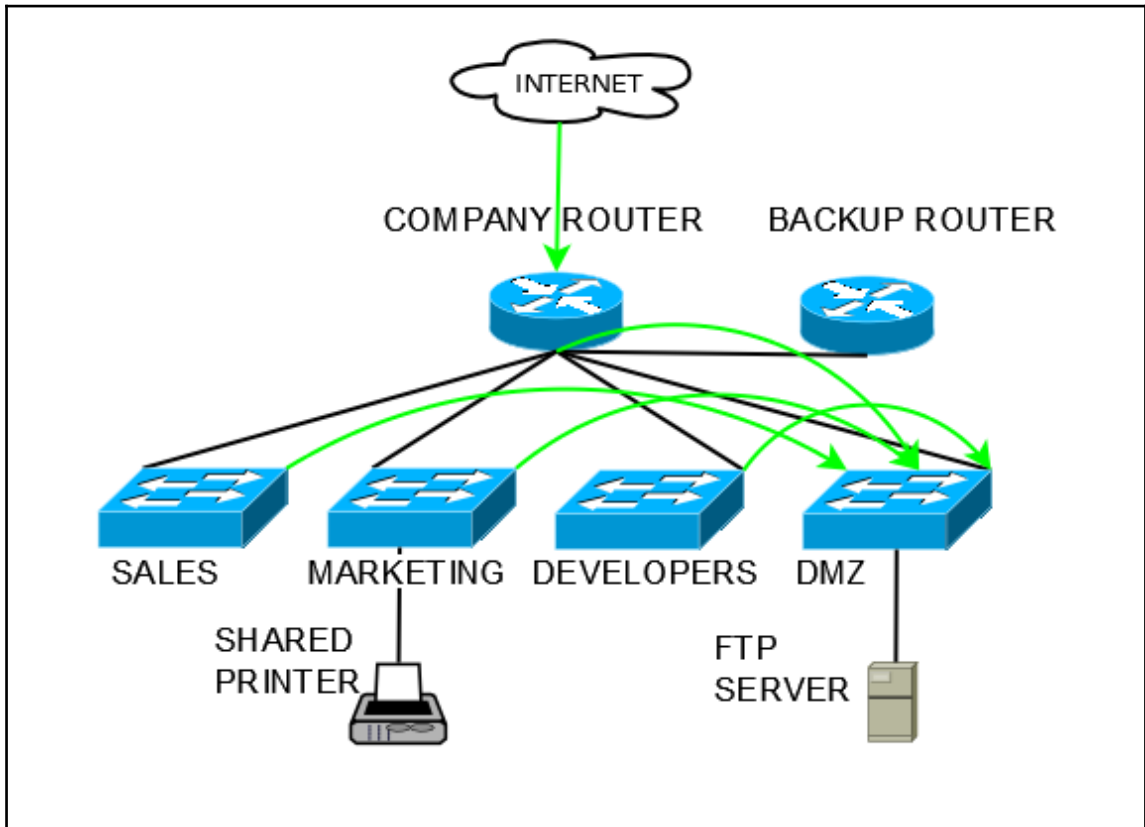 INTERNET
COMPANY ROUTER
BACKUP ROUTER
SALES
MARKETING
DEVELOPERS
DMZ
SHARED
PRINTER
FTP
SERVER